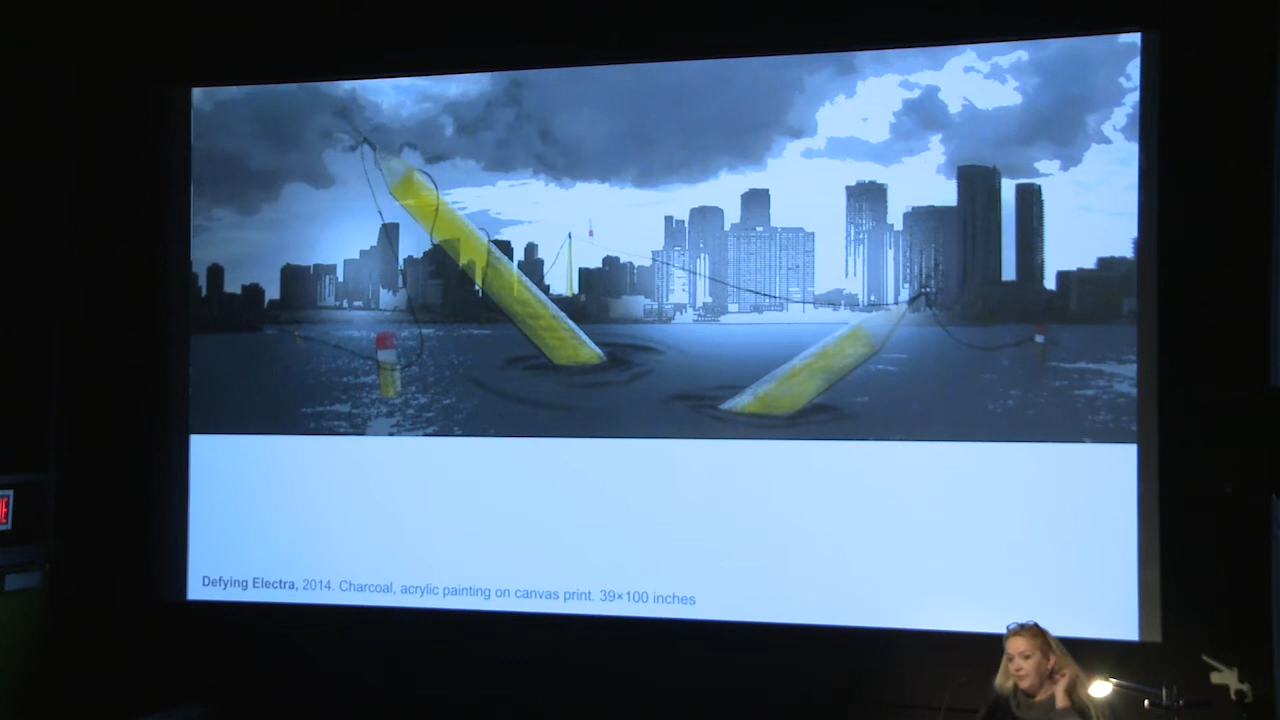 Defying Electra, 2014. Charcoal, acrylic painting on canvas print. 39×100 inches